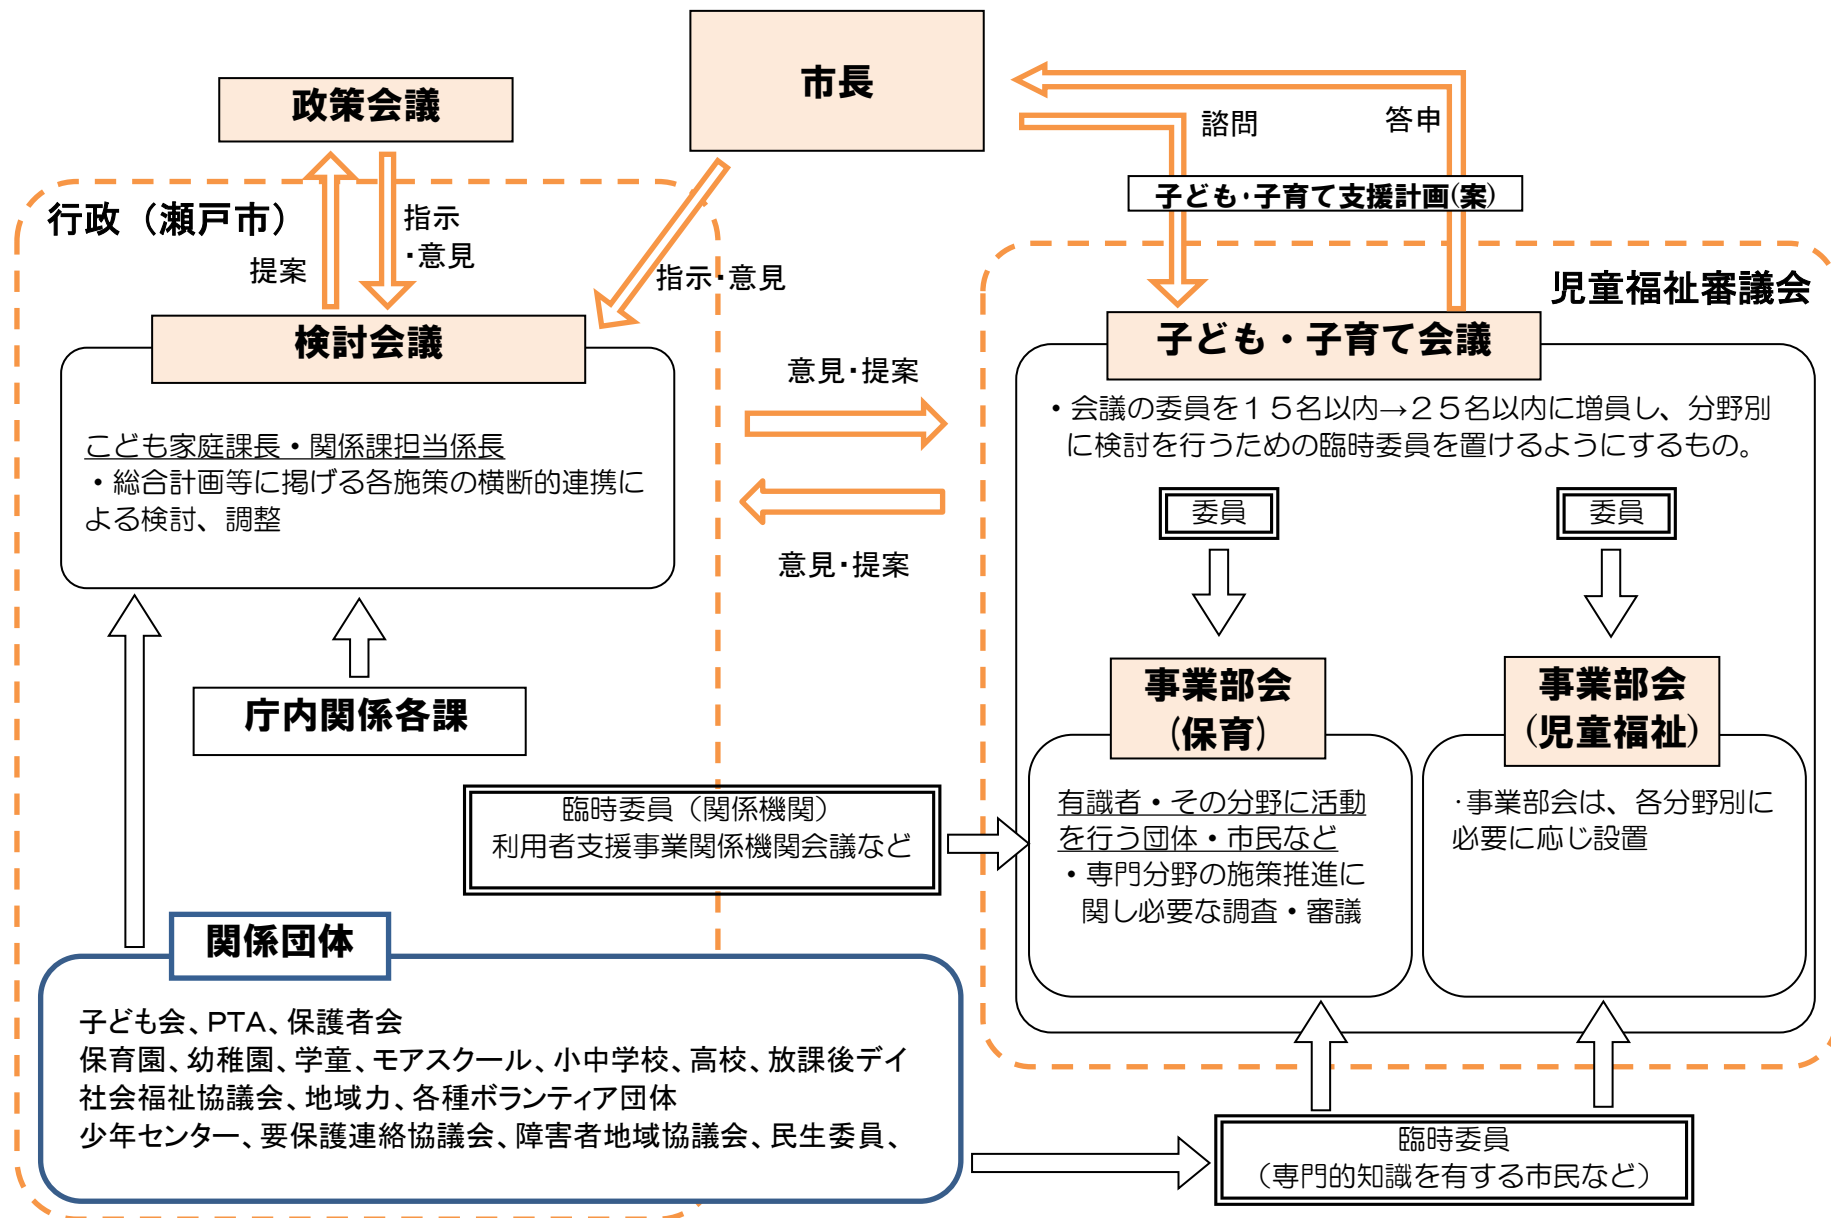 市長
政策会議
諮問
答申
子ども・子育て支援計画(案)
行政（瀬戸市）
提案
指示
・意見
指示・意見
児童福祉審議会
検討会議
こども家庭課長・関係課担当係長
・総合計画等に掲げる各施策の横断的連携に
よる検討、調整
意見・提案
意見・提案
子ども・子育て会議
・会議の委員を１５名以内→２５名以内に増員し、分野別
に検討を行うための臨時委員を置けるようにするもの。
委員
委員
庁内関係各課
事業部会
(保育)
事業部会
(児童福祉)
臨時委員（関係機関）
利用者支援事業関係機関会議など
有識者・その分野に活動
を行う団体・市民など
・専門分野の施策推進に
関し必要な調査・審議
・事業部会は、各分野別に
必要に応じ設置
関係団体
子ども会、PTA、保護者会
保育園、幼稚園、学童、モアスクール、小中学校、高校、放課後デイ
社会福祉協議会、地域力、各種ボランティア団体
少年センター、要保護連絡協議会、障害者地域協議会、民生委員、
臨時委員
（専門的知識を有する市民など）